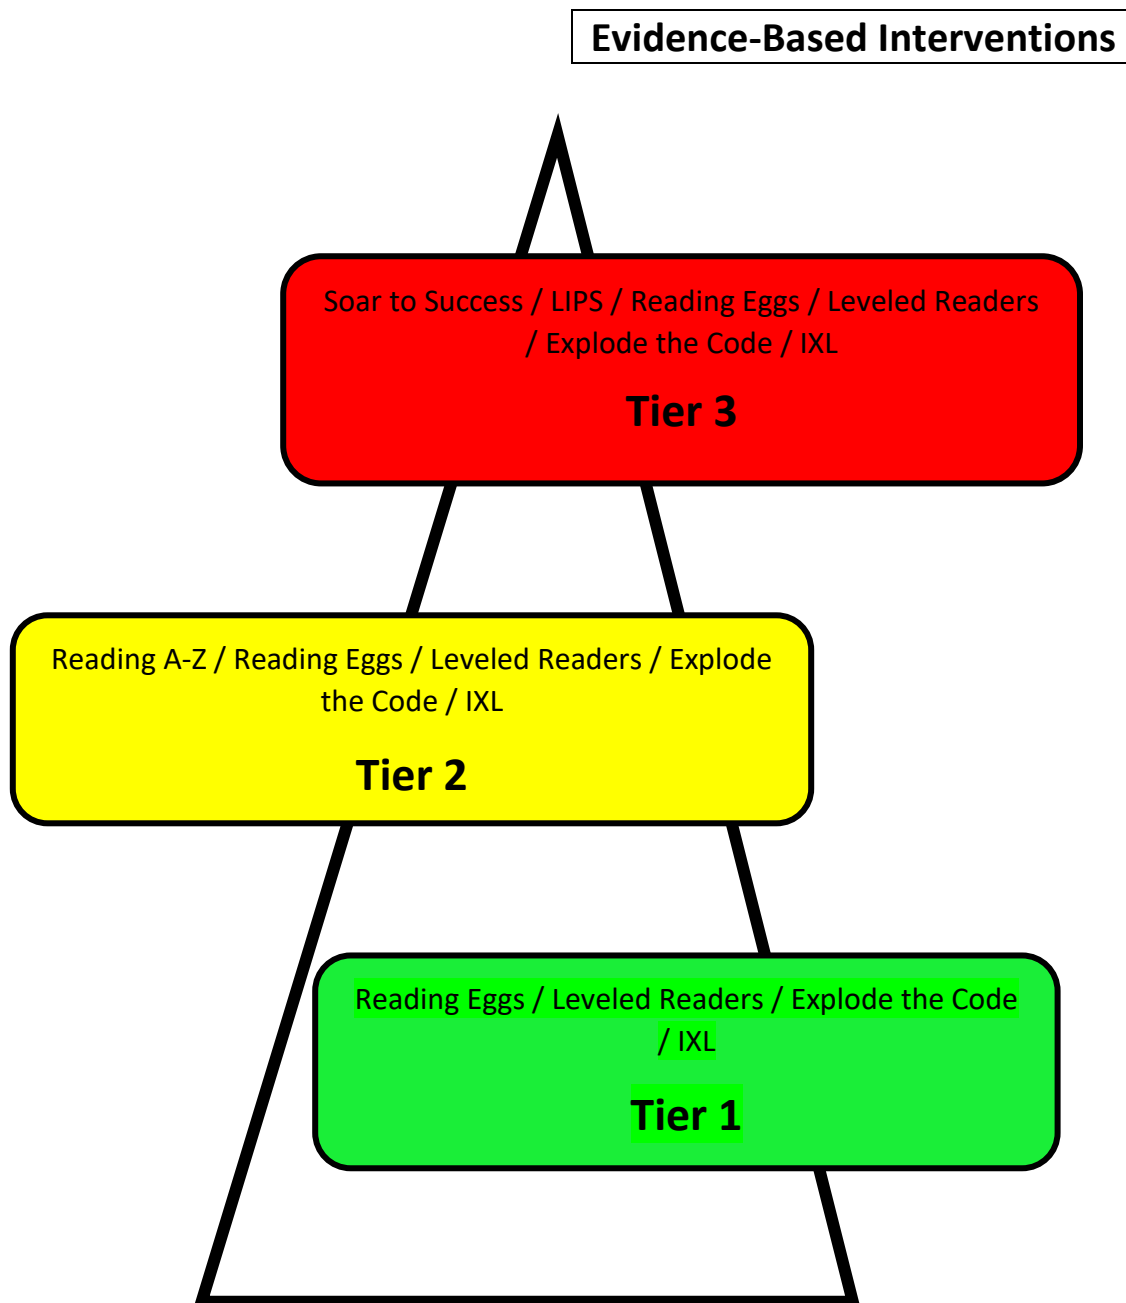 Evidence-Based Interventions
Soar to Success / LIPS / Reading Eggs / Leveled Readers
/ Explode the Code / IXL
Tier 3
Reading A-Z / Reading Eggs / Leveled Readers / Explode
the Code / IXL
Tier 2
Reading Eggs / Leveled Readers / Explode the Code
/ IXL
Tier 1